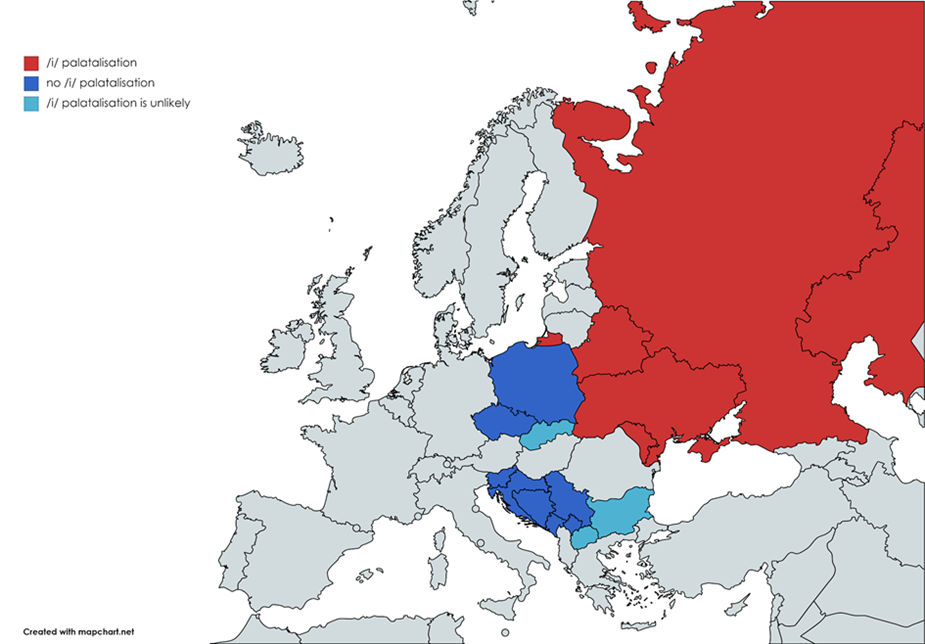 /i/ palatalisation
no /i/ palatalisation
/i/ palatalisation is unlikely
Created with mapchart.net